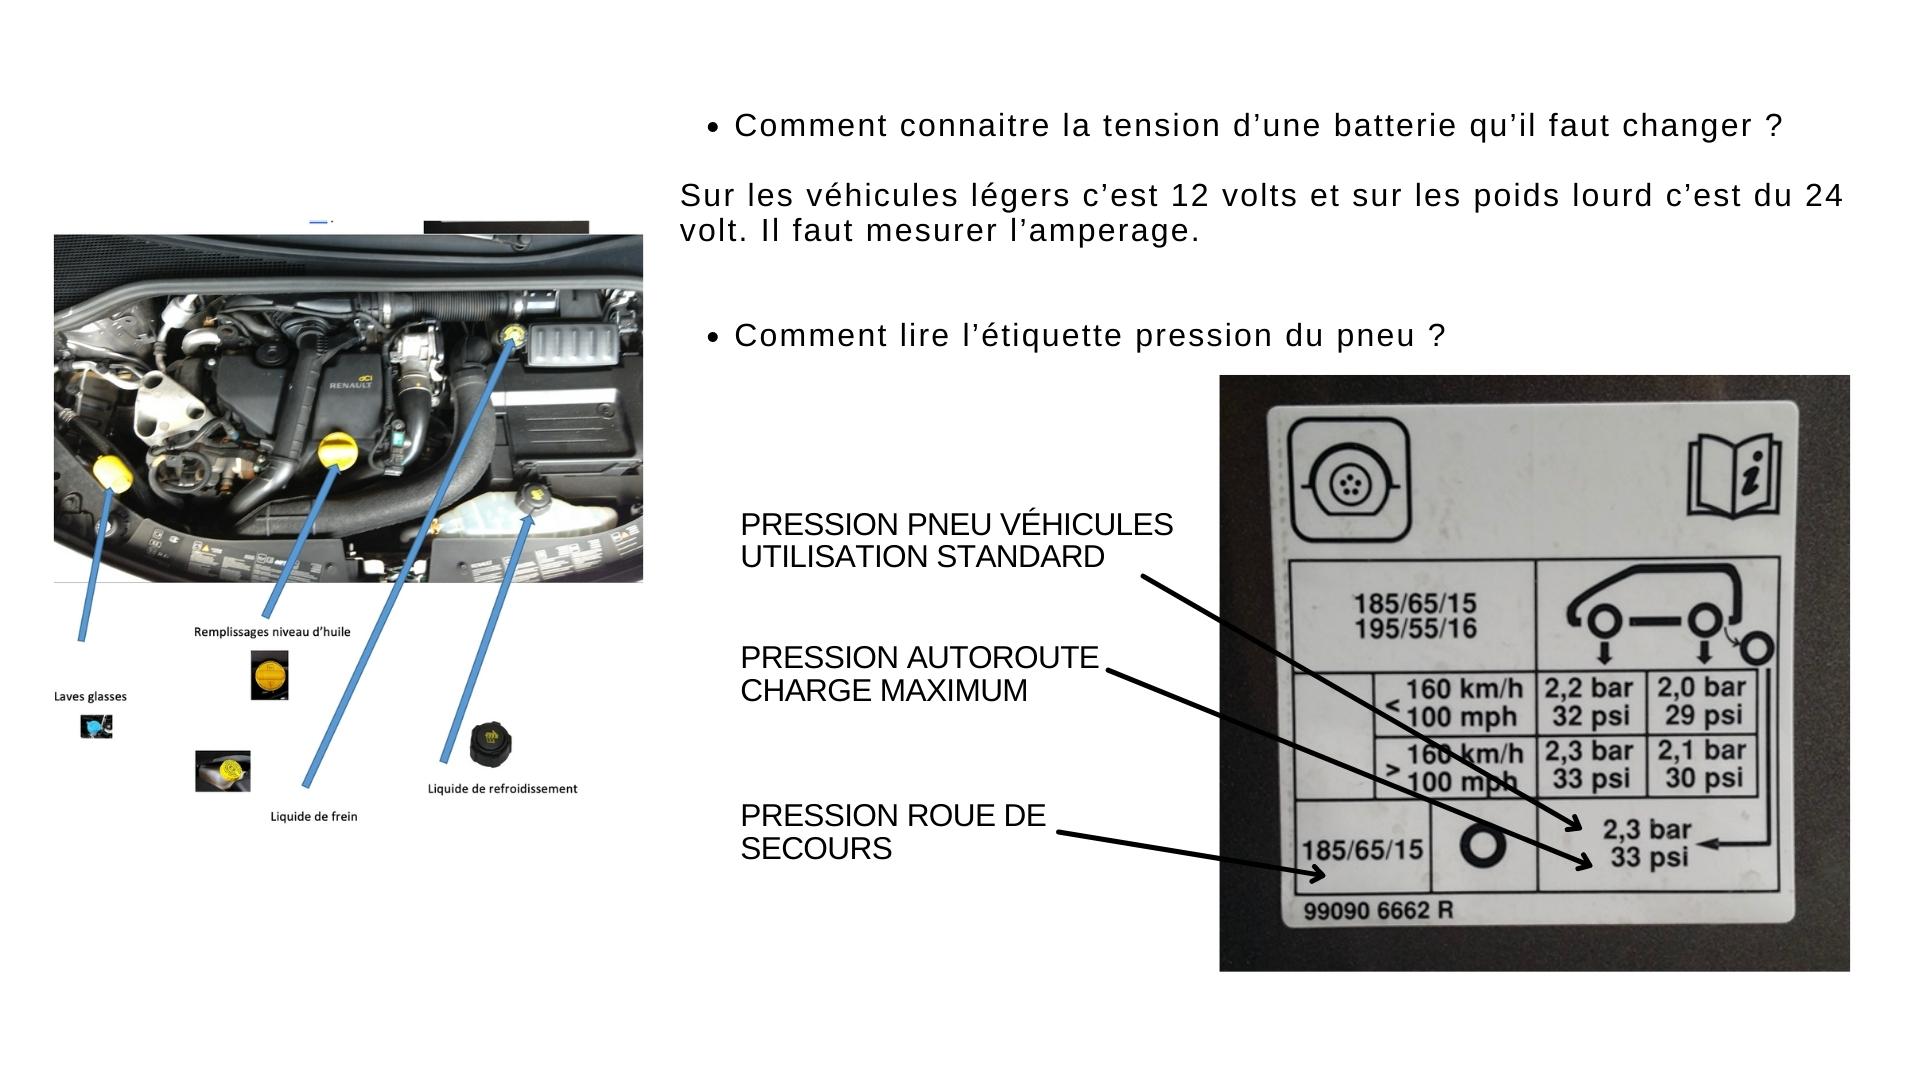 • Comment connaitre la tension d’une batterie qu’il faut changer ?
Sur les véhicules légers c’est 12 volts et sur les poids lourd c’est du 24
volt. Il faut mesurer l’amperage.
• Comment lire l’étiquette pression du pneu ?
dCi
RENAULT
Remplissages niveau d’huile
Laves glasses
Liquide de refroidissement
Liquide de frein
PRESSION PNEU VÉHICULES
UTILISATION STANDARD
PRESSION AUTOROUTE
CHARGE MAXIMUM
PRESSION ROUE DE
SECOURS
i
185/65/15
195/55/16
< 160 km/h 2,2 bar 2,0 bar
100 mph 32 psi 29 psi
> 160 km/h 2,3 bar 2,1 bar
100 mph 33 psi 30 psi
185/65/15
2,3 bar
33 psi
99090 6662 R